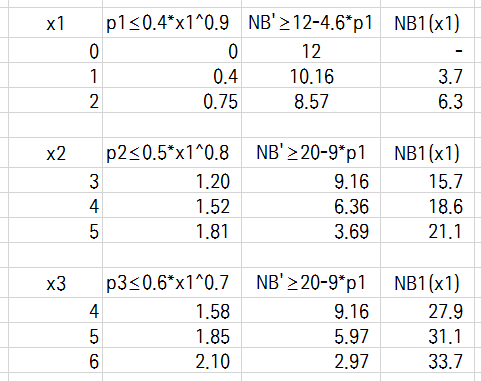 x1 p1≤0.4*x1^0.9 NB'≥12-4.6*p1 NB1(x1)
0 0 12 -
1 0.4 10.16 3.7
2 0.75 8.57 6.3
x2 p2≤0.5*x1^0.8 NB'≥20-9*p1 NB1(x1)
3 1.20 9.16 15.7
4 1.52 6.36 18.6
5 1.81 3.69 21.1
x3 p3≤0.6*x1^0.7 NB'≥20-9*p1 NB1(x1)
4 1.58 9.16 27.9
5 1.85 5.97 31.1
6 2.10 2.97 33.7